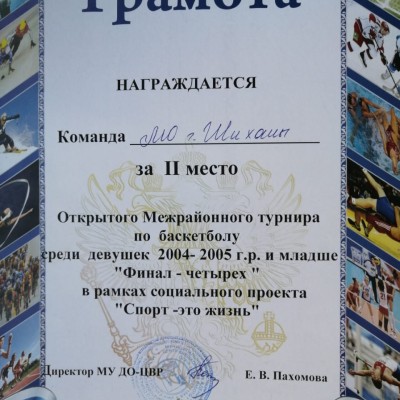 Грамота
НАГРАЖДАЕТСЯ
Команда МО г. Шиханы
за II место
Открытого Межрайонного турнира
по баскетболу
среди девушек 2004- 2005 г.р. и младше
"Финал - четырех "
в рамках социального проекта
"Спорт -это жизнь"
Директор МУ ДО-ЦВР Е. В. Пахомова